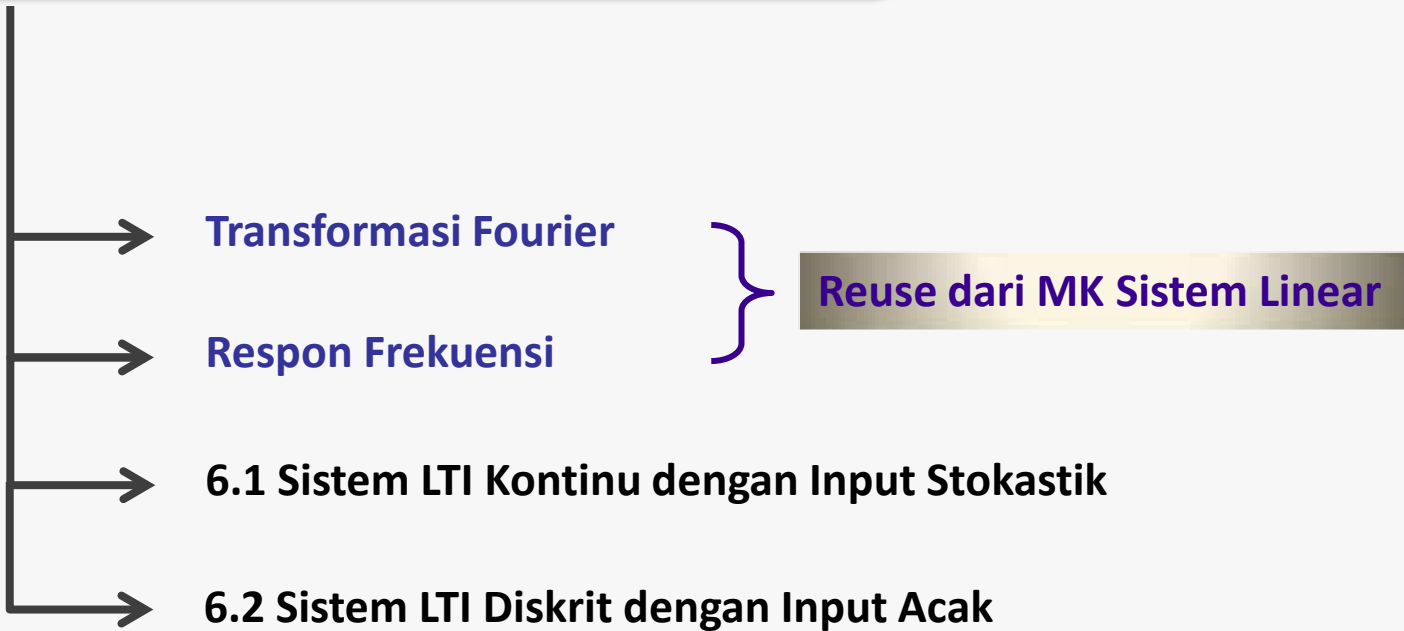 Transformasi Fourier
Reuse dari MK Sistem Linear
Respon Frekuensi
6.1 Sistem LTI Kontinu dengan Input Stokastik
6.2 Sistem LTI Diskrit dengan Input Acak